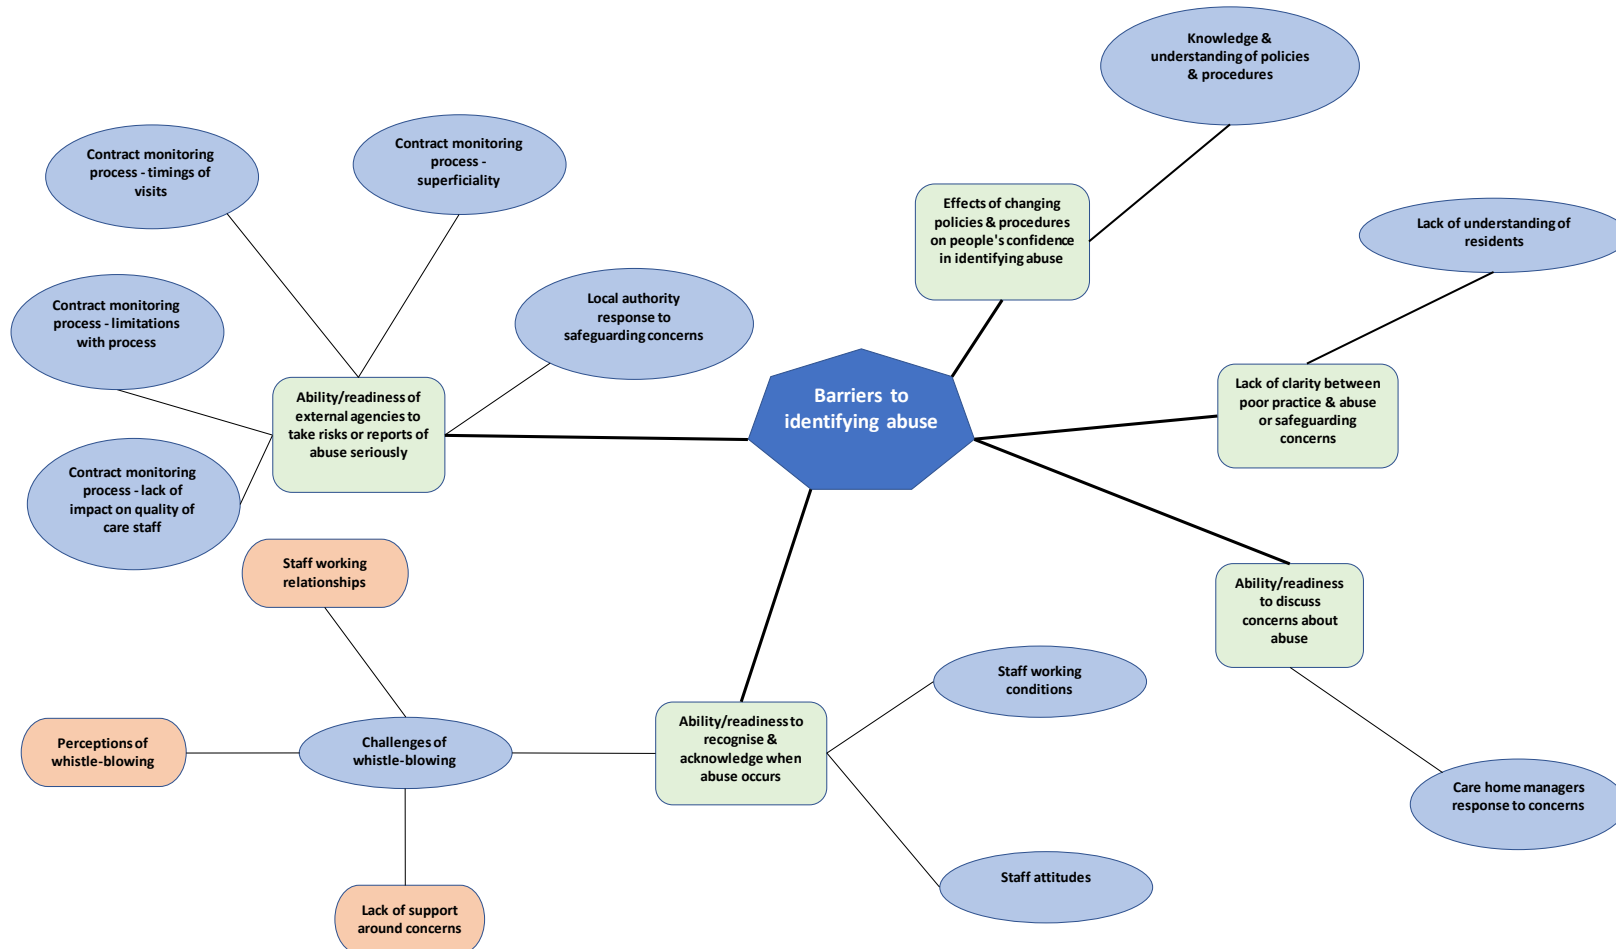 Knowledge &
understanding of policies
& procedures
Contract monitoring
process - timings of
visits
Contract monitoring
process -
superficiality
Effects of changing
policies & procedures
on people's confidence
in identifying abuse
Lack of understanding of
residents
Contract monitoring
process - limitations
with process
Local authority
response to
safeguarding concerns
Barriers to
identifying abuse
Lack of clarity between
poor practice & abuse
or safeguarding
concerns
Ability/readiness of
external agencies to
take risks or reports of
abuse seriously
Contract monitoring
process - lack of
impact on quality of
care staff
Staff working
relationships
Ability/readiness
to discuss
concerns about
abuse
Staff working
conditions
Ability/readiness to
recognise &
acknowledge when
abuse occurs
Perceptions of
whistle-blowing
Challenges of
whistle-blowing
Care home managers
response to concerns
Staff attitudes
Lack of support
around concerns